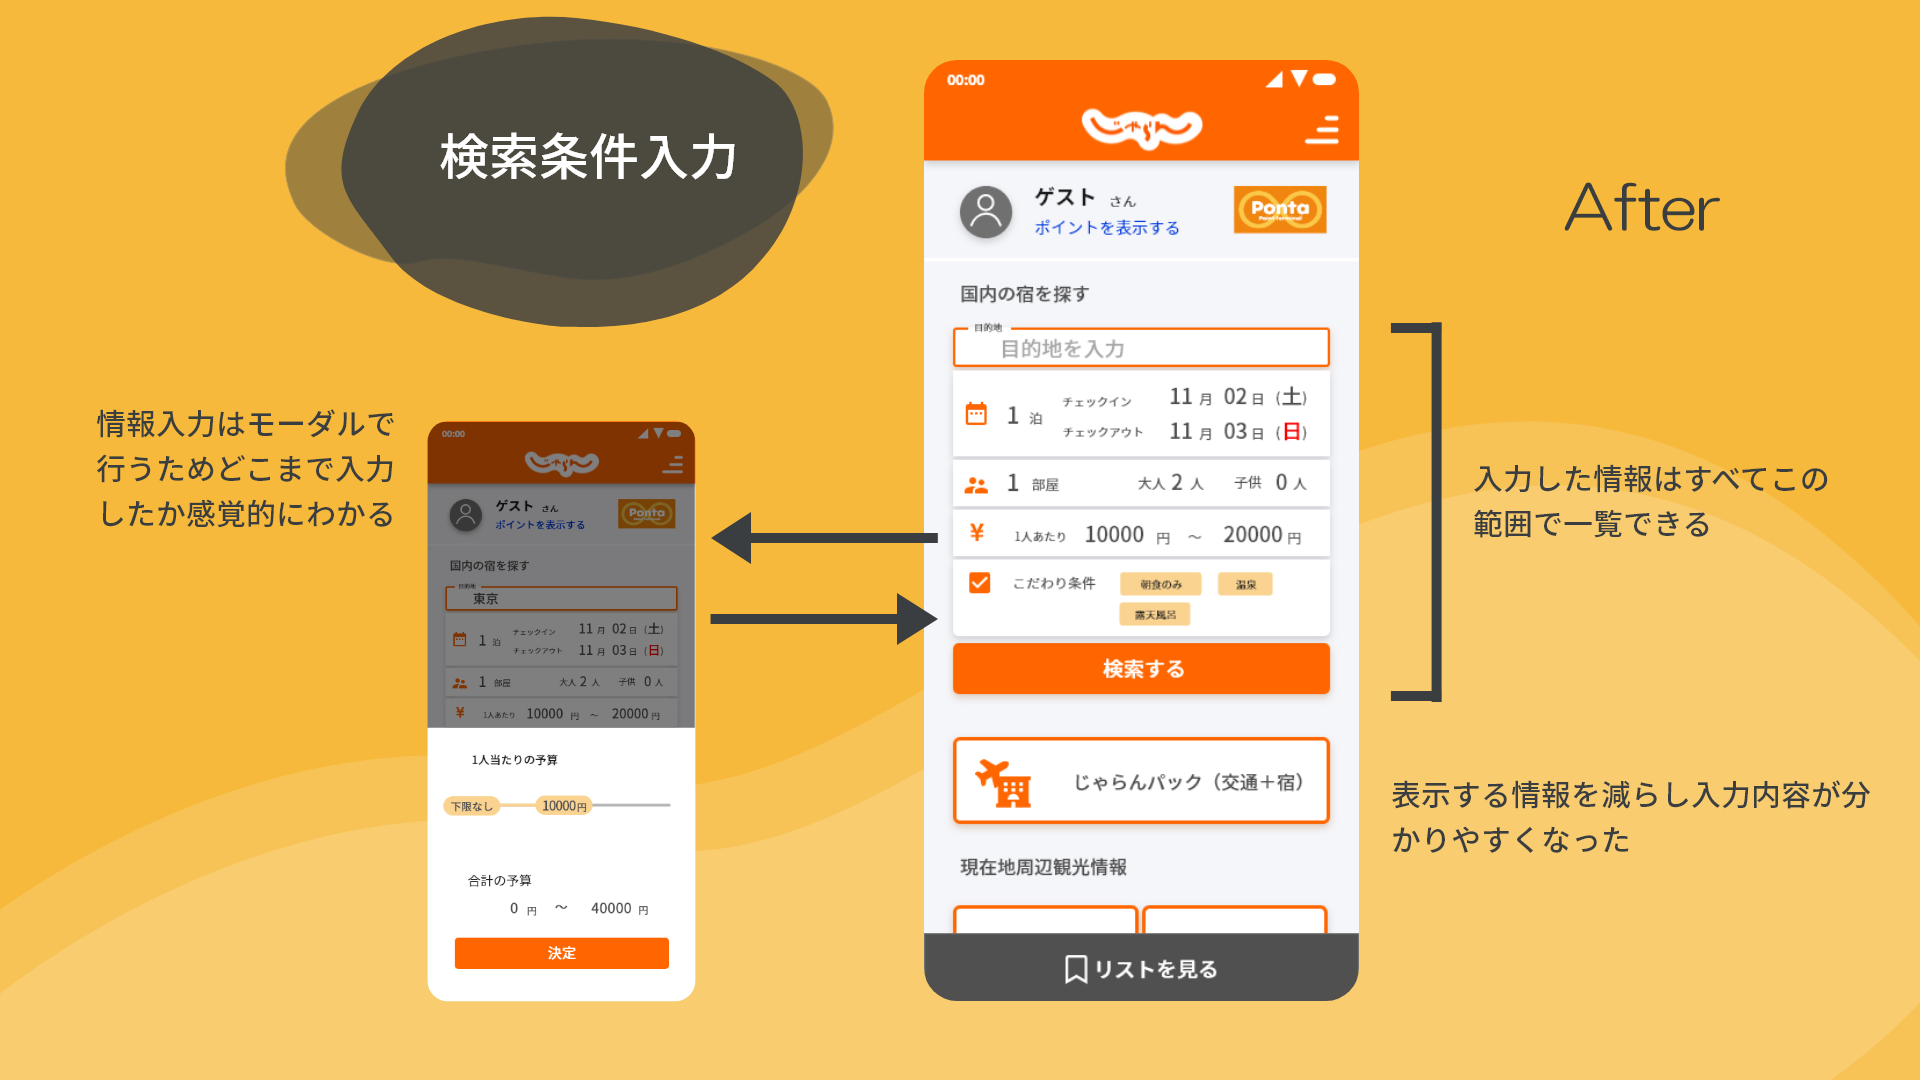 検索条件入力
After
情報入力はモーダルで
行うためどこまで入力
したか感覚的にわかる
00:00
じゃらん
ゲスト さん
ポイントを表示する
Ponta
国内の宿を探す
目的地
東京
1 泊 チェックイン 11 月 02 日 (土)
チェックアウト 11 月 03 日 (日)
1 部屋 大人 2 人 子供 0 人
¥ 1人あたり 10000 円 ～ 20000 円
1人当たりの予算
下限なし 10000円
合計の予算
0 円 ～ 40000 円
決定
00:00
じゃらん
ゲスト さん
ポイントを表示する
Ponta
国内の宿を探す
目的地
目的地を入力
1 泊 チェックイン 11 月 02 日 (土)
チェックアウト 11 月 03 日 (日)
1 部屋 大人 2 人 子供 0 人
¥ 1人あたり 10000 円 ～ 20000 円
こだわり条件 朝食のみ 温泉
露天風呂
検索する
じゃらんパック（交通＋宿）
現在地周辺観光情報
リストを見る
入力した情報はすべてこの
範囲で一覧できる
表示する情報を減らし入力内容が分
かりやすくなった